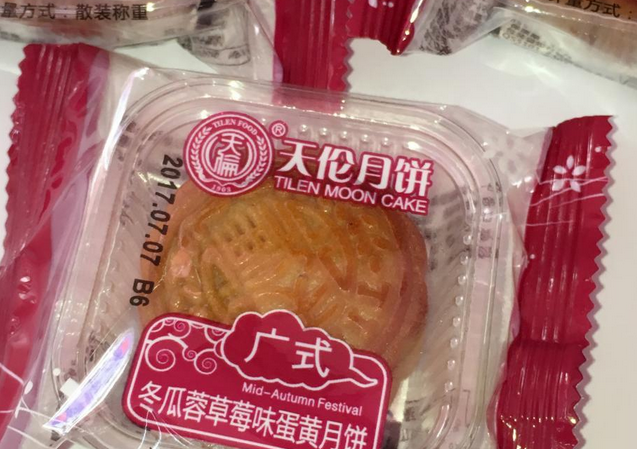 量方式：散装称重
TILEN FOOD
天倫
1993
®
天伦月饼
TILEN MOON CAKE
2017.07.07 B6
广式
Mid-Autumn Festival
冬瓜蓉草莓味蛋黄月饼